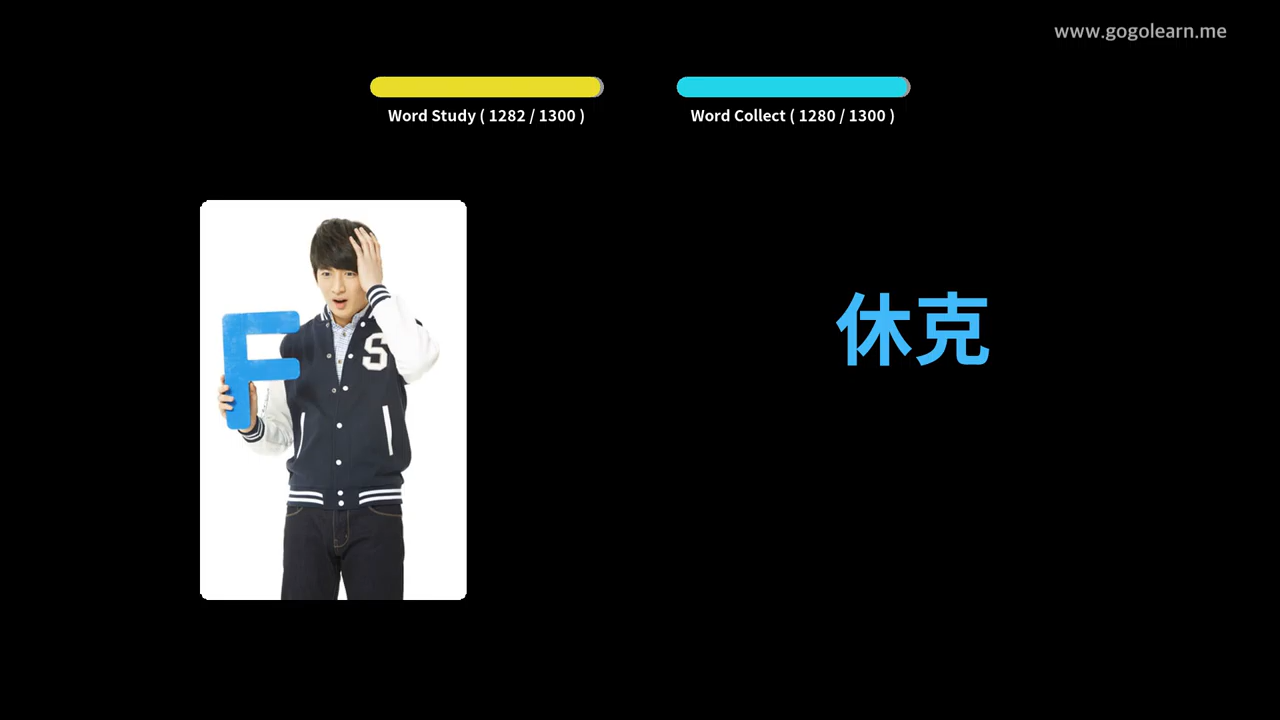 www.gogolearn.me
Word Study ( 1282 / 1300 )
Word Collect ( 1280 / 1300 )
F
S
休克